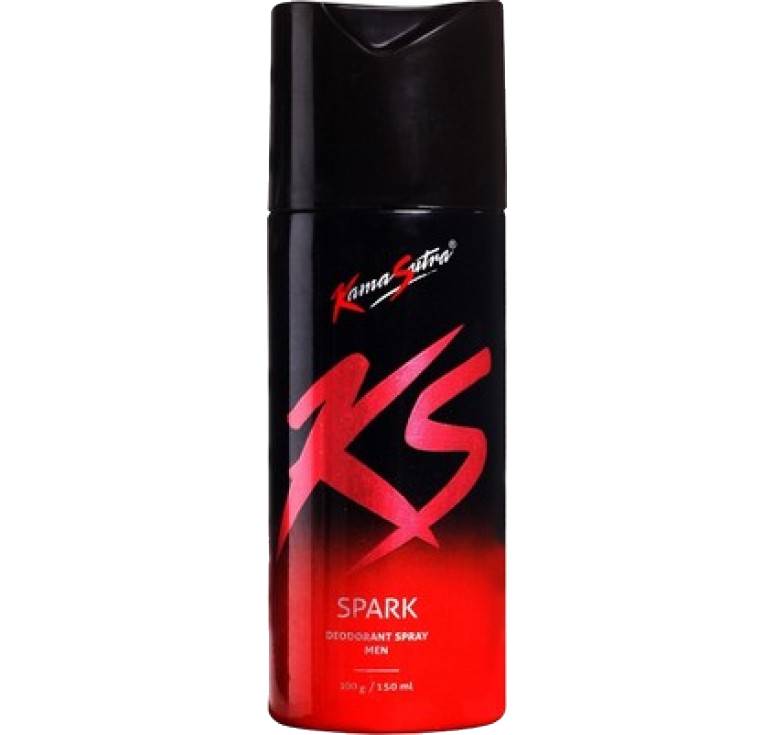 KamaSutra®
KS
SPARK
DEODORANT SPRAY
MEN
100 g / 150 ml